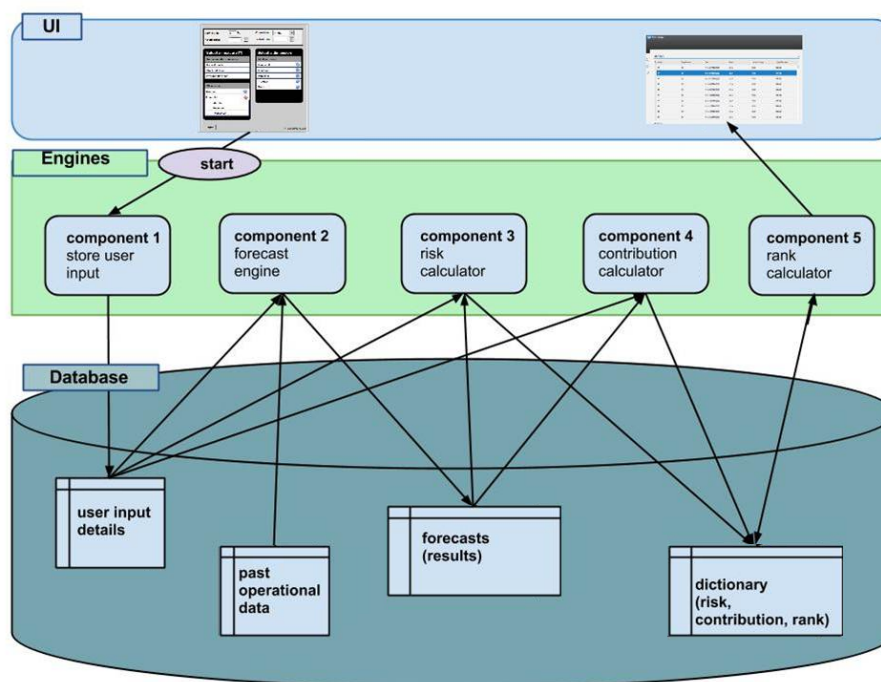 UI
Engines
start
component 1
store user
input
component 2
forecast
engine
component 3
risk
calculator
component 4
contribution
calculator
component 5
rank
calculator
Database
user input
details
past
operational
data
forecasts
(results)
dictionary
(risk,
contribution, rank)